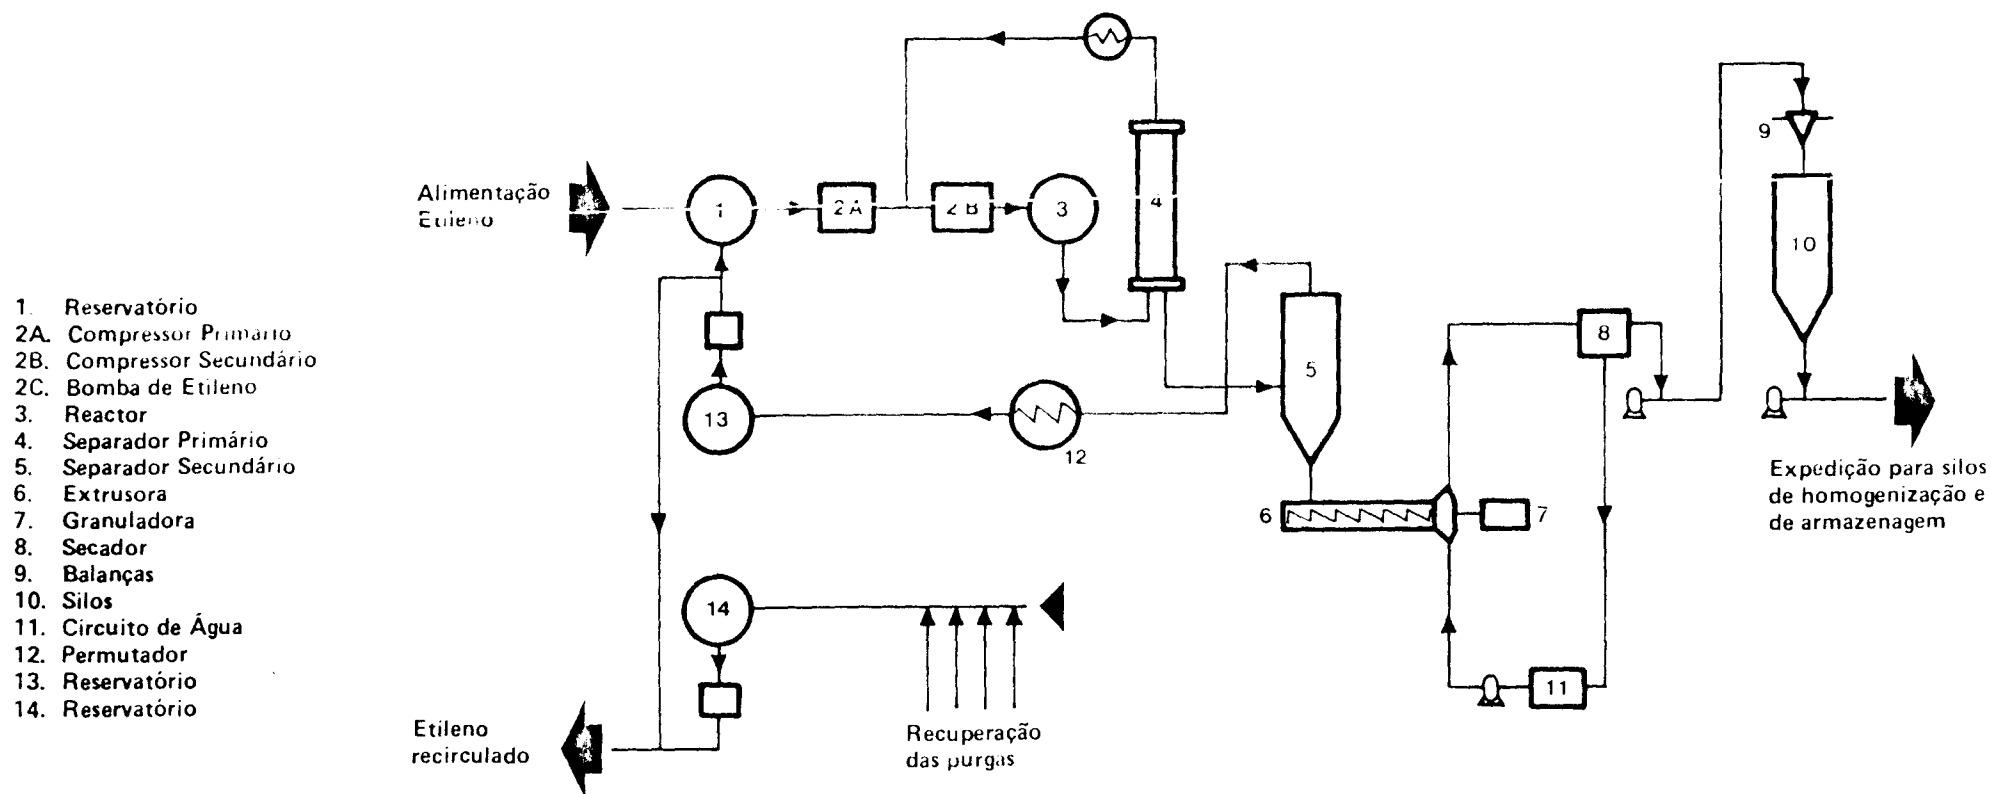 Alimentação
Etileno
1
2A
2B
3
4
5
6
7
8
9
10
11
12
13
14
1. Reservatório
2A. Compressor Primário
2B. Compressor Secundário
2C. Bomba de Etileno
3. Reactor
4. Separador Primário
5. Separador Secundário
6. Extrusora
7. Granuladora
8. Secador
9. Balanças
10. Silos
11. Circuito de Água
12. Permutador
13. Reservatório
14. Reservatório
Expedição para silos
de homogenização e
de armazenagem
Etileno
recirculado
Recuperação
das purgas